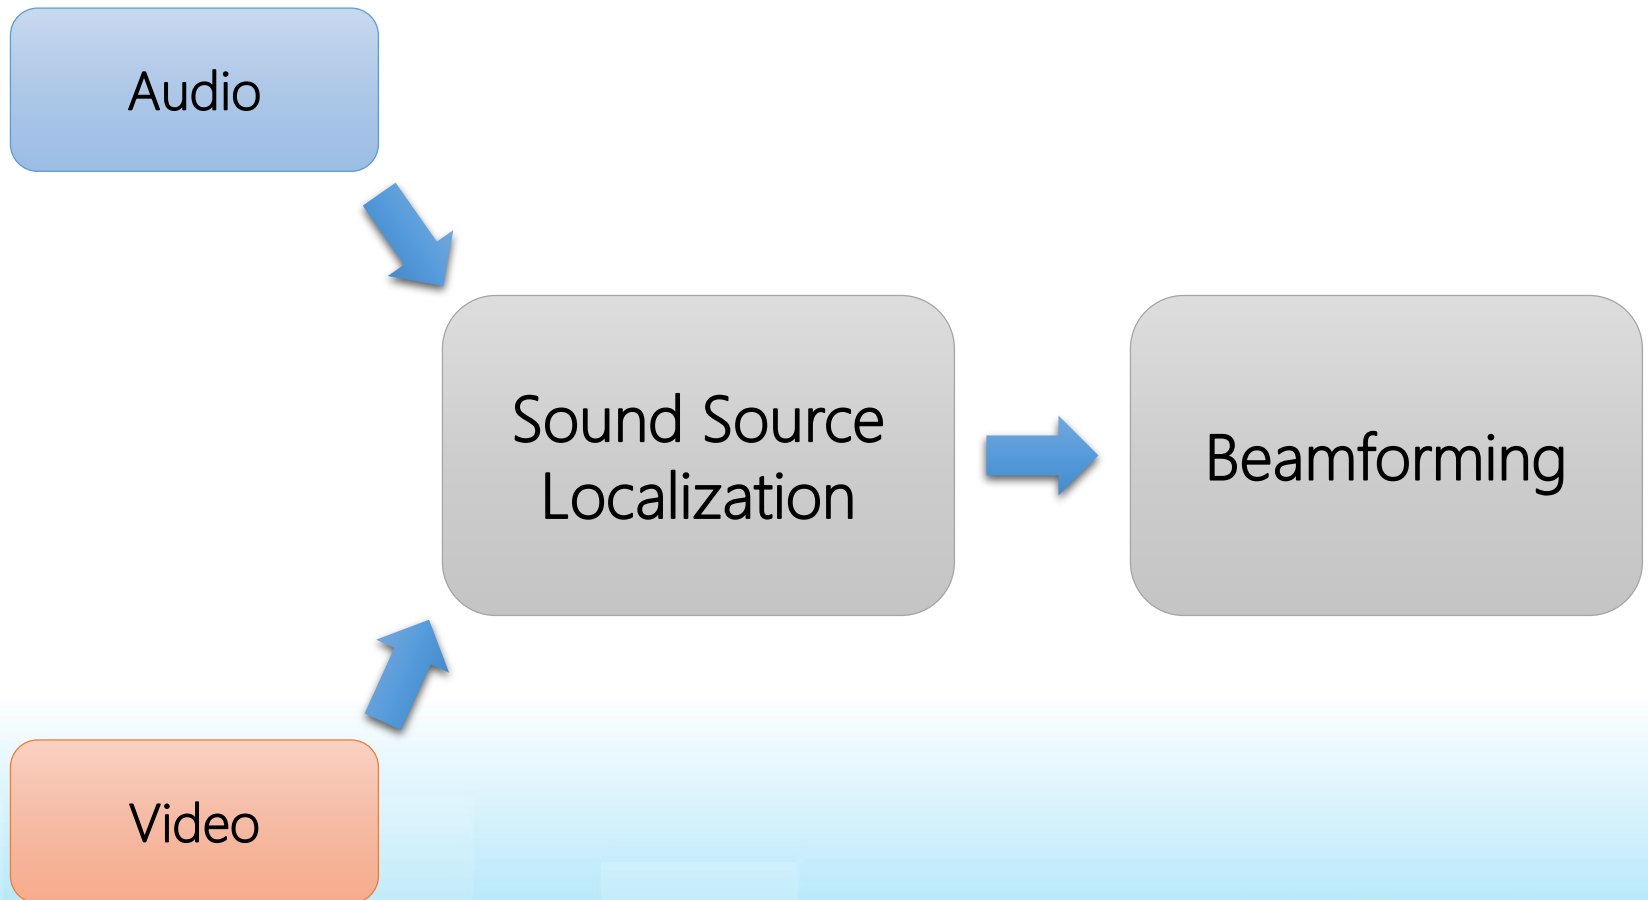 Audio
Sound Source
Localization
Beamforming
Video